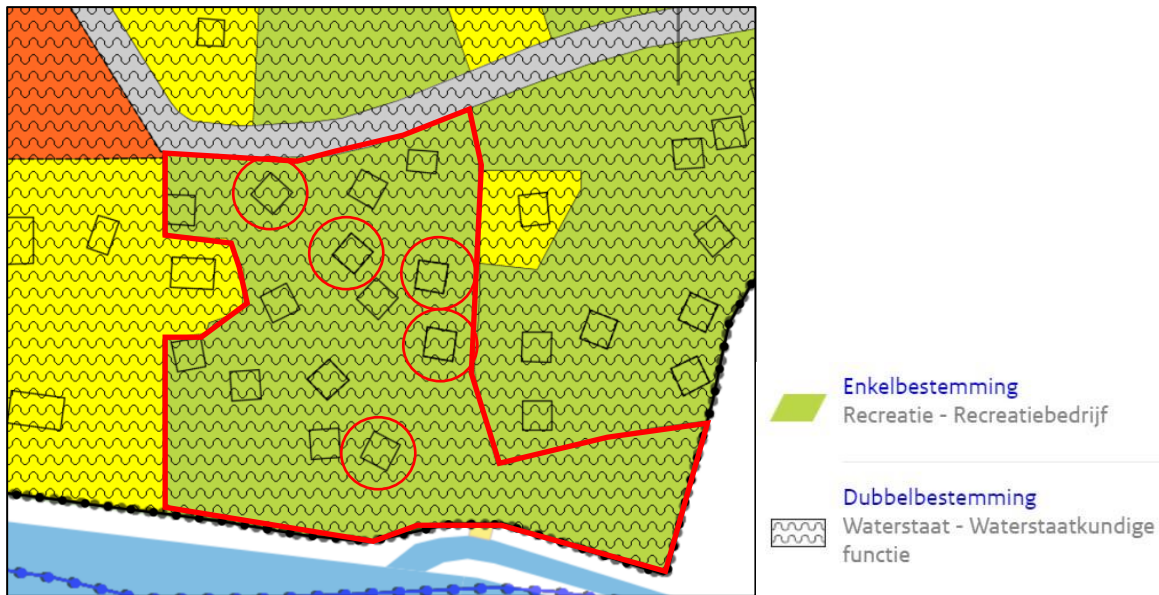 Enkelbestemming
Recreatie - Recreatiebedrijf
Dubbelbestemming
Waterstaat - Waterstaatkundige
functie